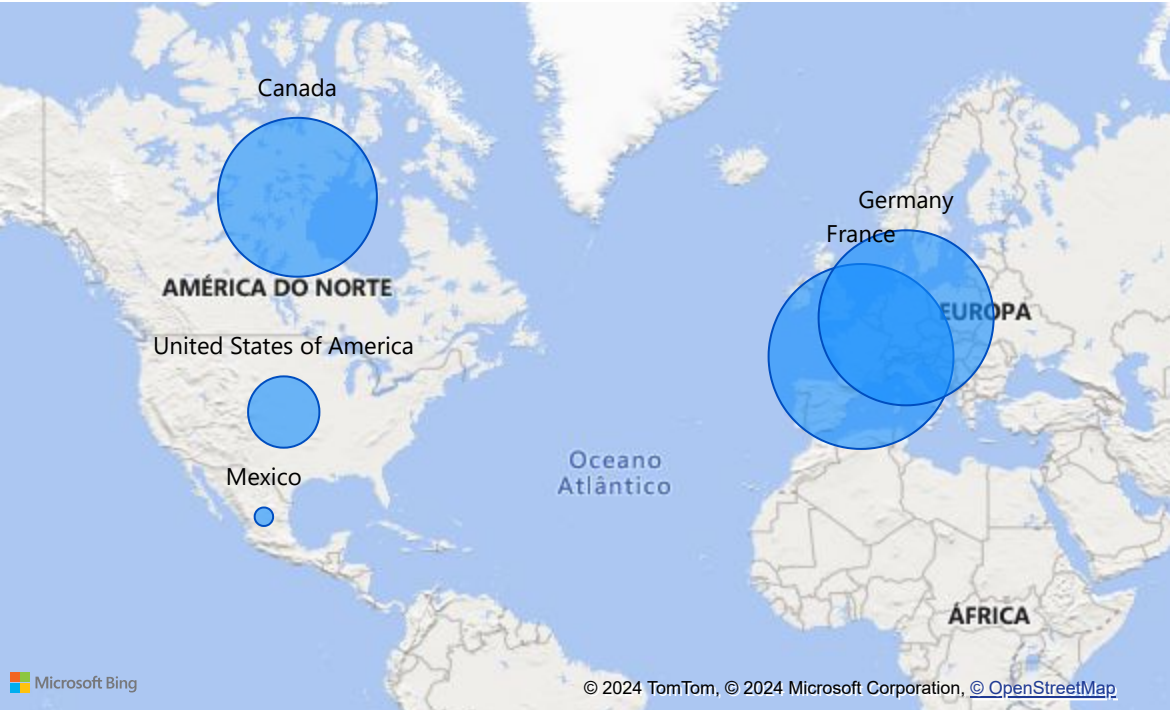 Canada
Germany
France
AMÉRICA DO NORTE
EUROPA
United States of America
Oceano
Atlântico
Mexico
ÁFRICA
Microsoft Bing
© 2024 TomTom, © 2024 Microsoft Corporation, © OpenStreetMap